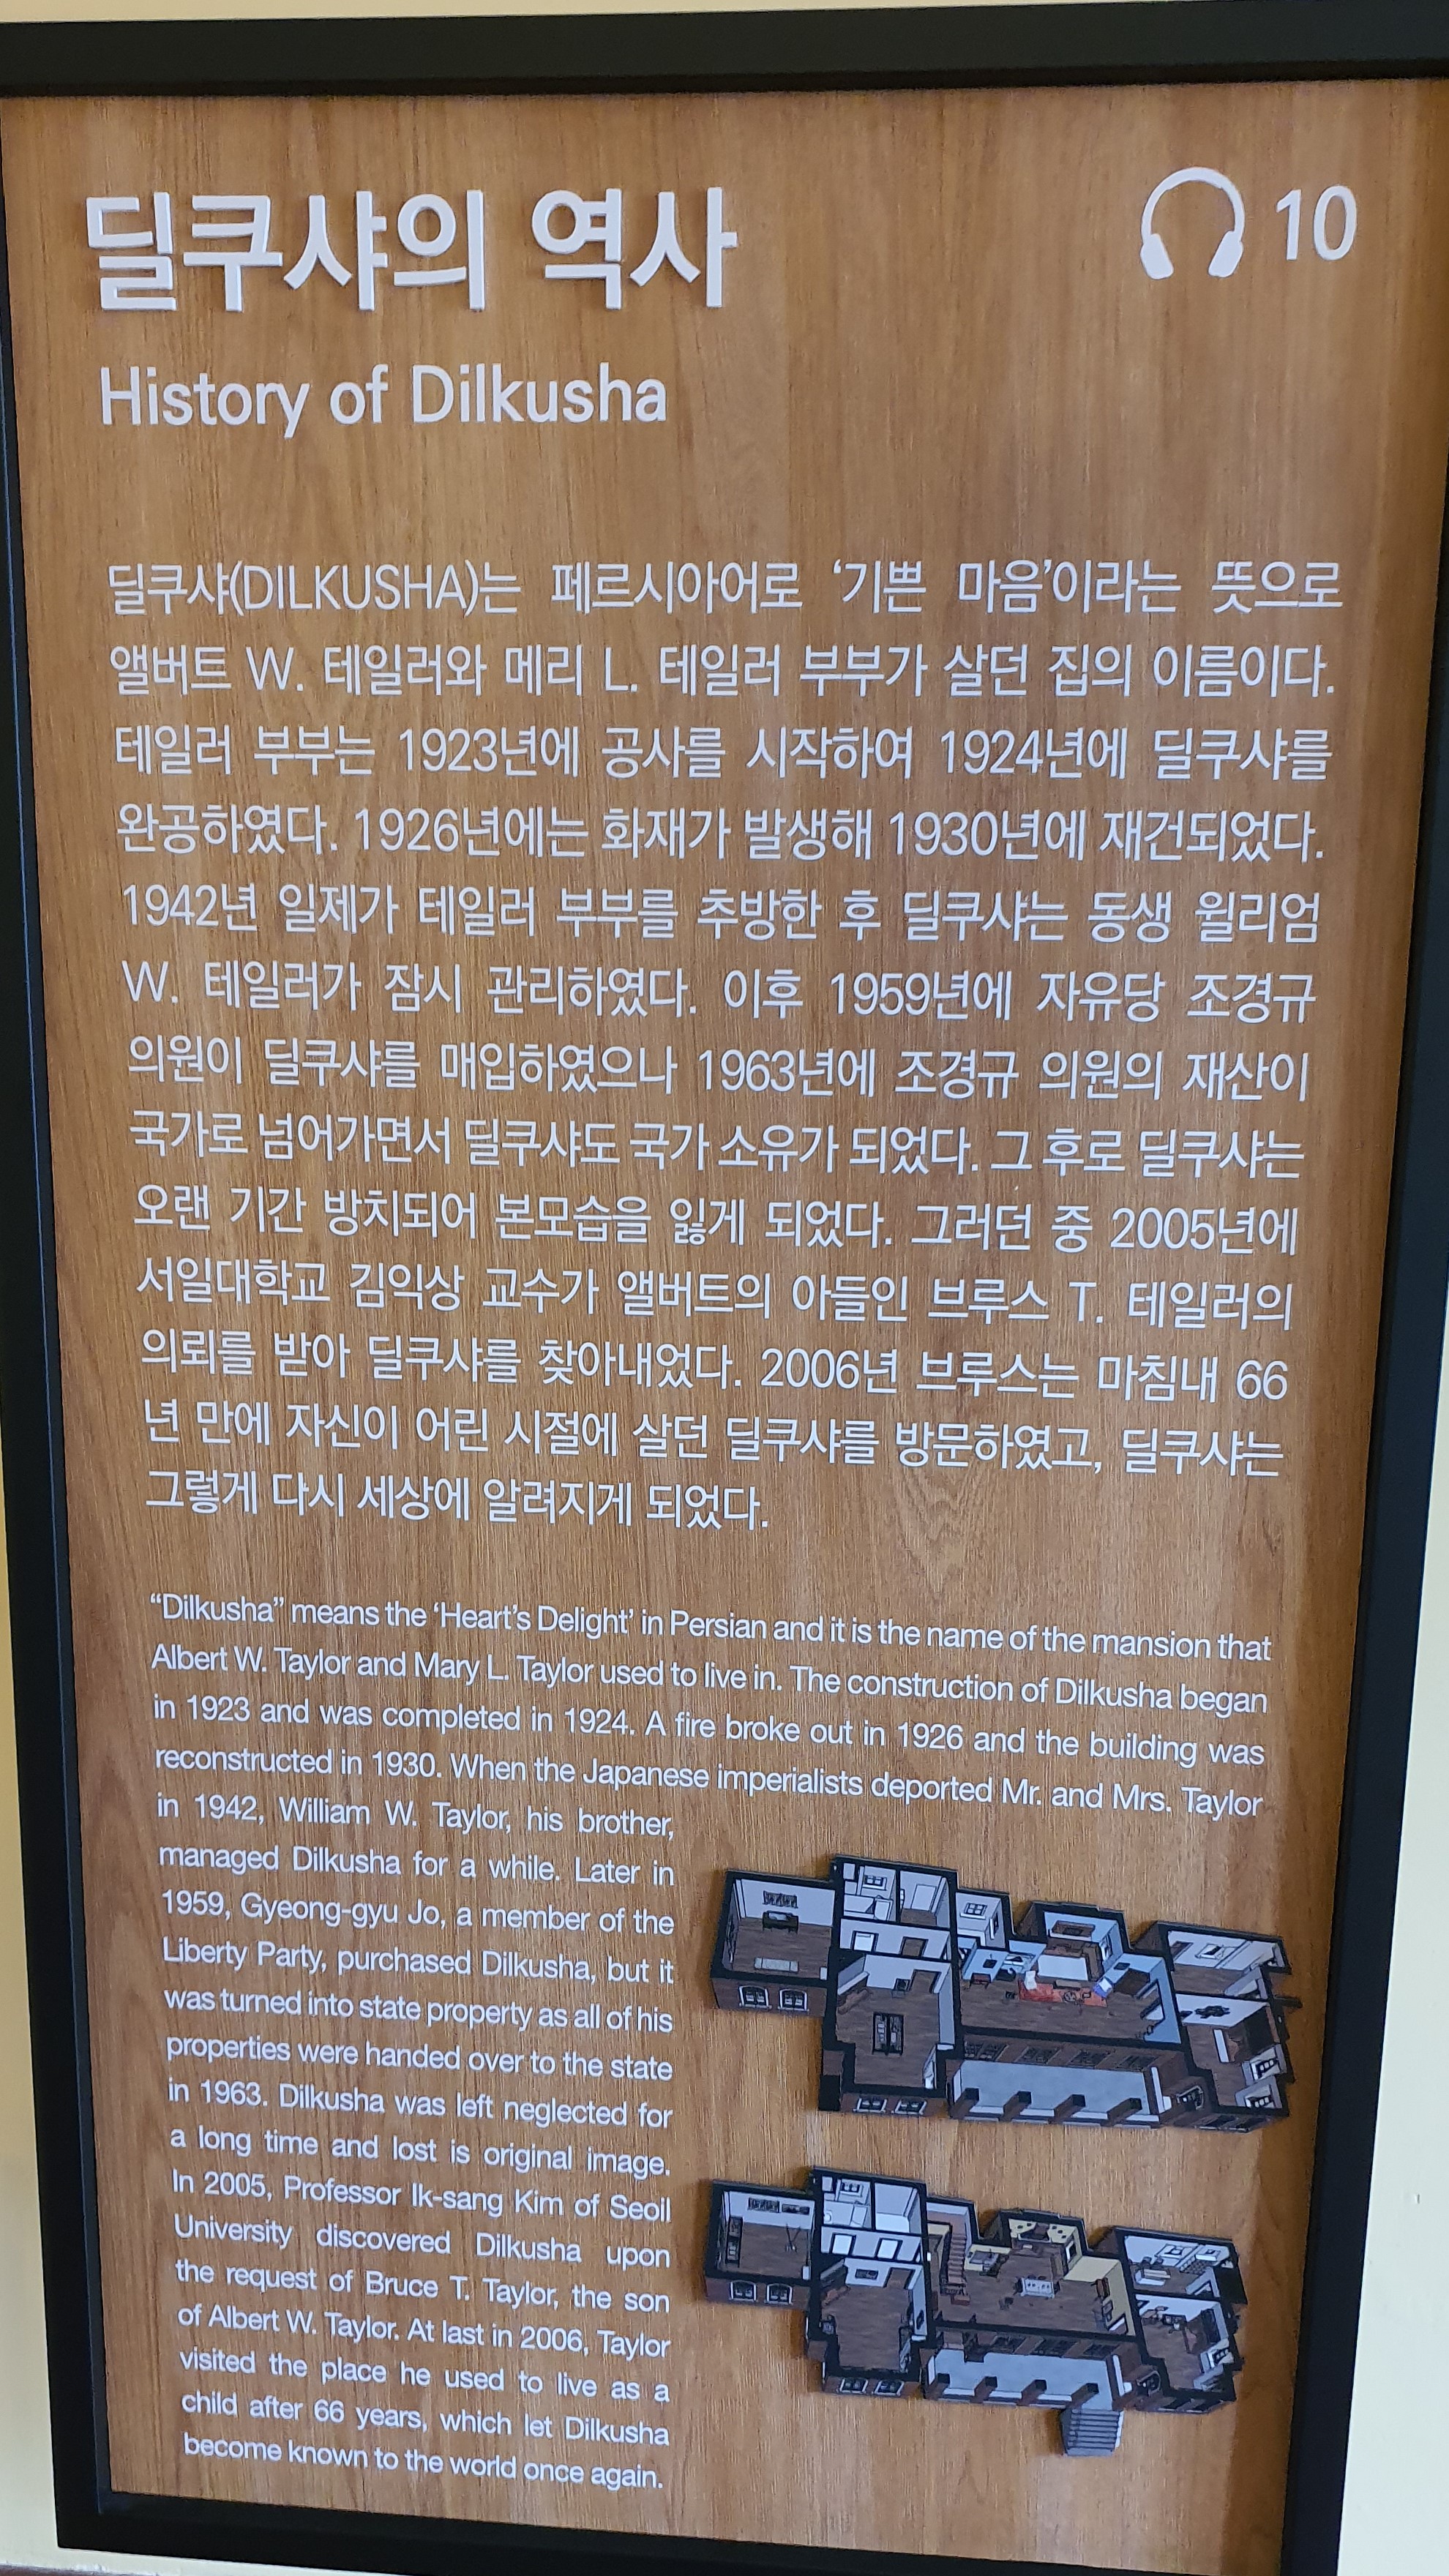 딜쿠샤의 역사
10
History of Dilkusha
딜쿠샤(DILKUSHA)는 페르시아어로 ‘기쁜 마음’이라는 뜻으로
앨버트 W. 테일러와 메리 L. 테일러 부부가 살던 집의 이름이다.
테일러 부부는 1923년에 공사를 시작하여 1924년에 딜쿠샤를
완공하였다. 1926년에는 화재가 발생해 1930년에 재건되었다.
1942년 일제가 테일러 부부를 추방한 후 딜쿠샤는 동생 윌리엄
W. 테일러가 잠시 관리하였다. 이후 1959년에 자유당 조경규
의원이 딜쿠샤를 매입하였으나 1963년에 조경규 의원의 재산이
국가로 넘어가면서 딜쿠샤도 국가 소유가 되었다. 그 후로 딜쿠샤는
오랜 기간 방치되어 본모습을 잃게 되었다. 그러던 중 2005년에
서일대학교 김익상 교수가 앨버트의 아들인 브루스 T. 테일러의
의뢰를 받아 딜쿠샤를 찾아내었다. 2006년 브루스는 마침내 66
년 만에 자신이 어린 시절에 살던 딜쿠샤를 방문하였고, 딜쿠샤는
그렇게 다시 세상에 알려지게 되었다.
“Dilkusha” means the ‘Heart’s Delight’ in Persian and it is the name of the mansion that
Albert W. Taylor and Mary L. Taylor used to live in. The construction of Dilkusha began
in 1923 and was completed in 1924. A fire broke out in 1926 and the building was
reconstructed in 1930. When the Japanese imperialists deported Mr. and Mrs. Taylor
in 1942, William W. Taylor, his brother,
managed Dilkusha for a while. Later in
1959, Gyeong-gyu Jo, a member of the
Liberty Party, purchased Dilkusha, but it
was turned into state property as all of his
properties were handed over to the state
in 1963. Dilkusha was left neglected for
a long time and lost is original image.
In 2005, Professor Ik-sang Kim of Seoil
University discovered Dilkusha upon
the request of Bruce T. Taylor, the son
of Albert W. Taylor. At last in 2006, Taylor
visited the place he used to live as a
child after 66 years, which let Dilkusha
become known to the world once again.